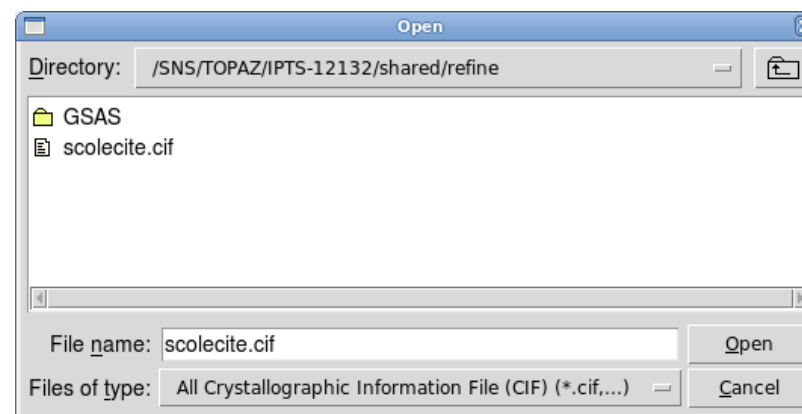 Open
Directory: /SNS/TOPAZ/IPTS-12132/shared/refine
GSAS
scolecite.cif
File name: scolecite.cif Open
Files of type: All Crystallographic Information File (CIF) (*.cif,...) Cancel